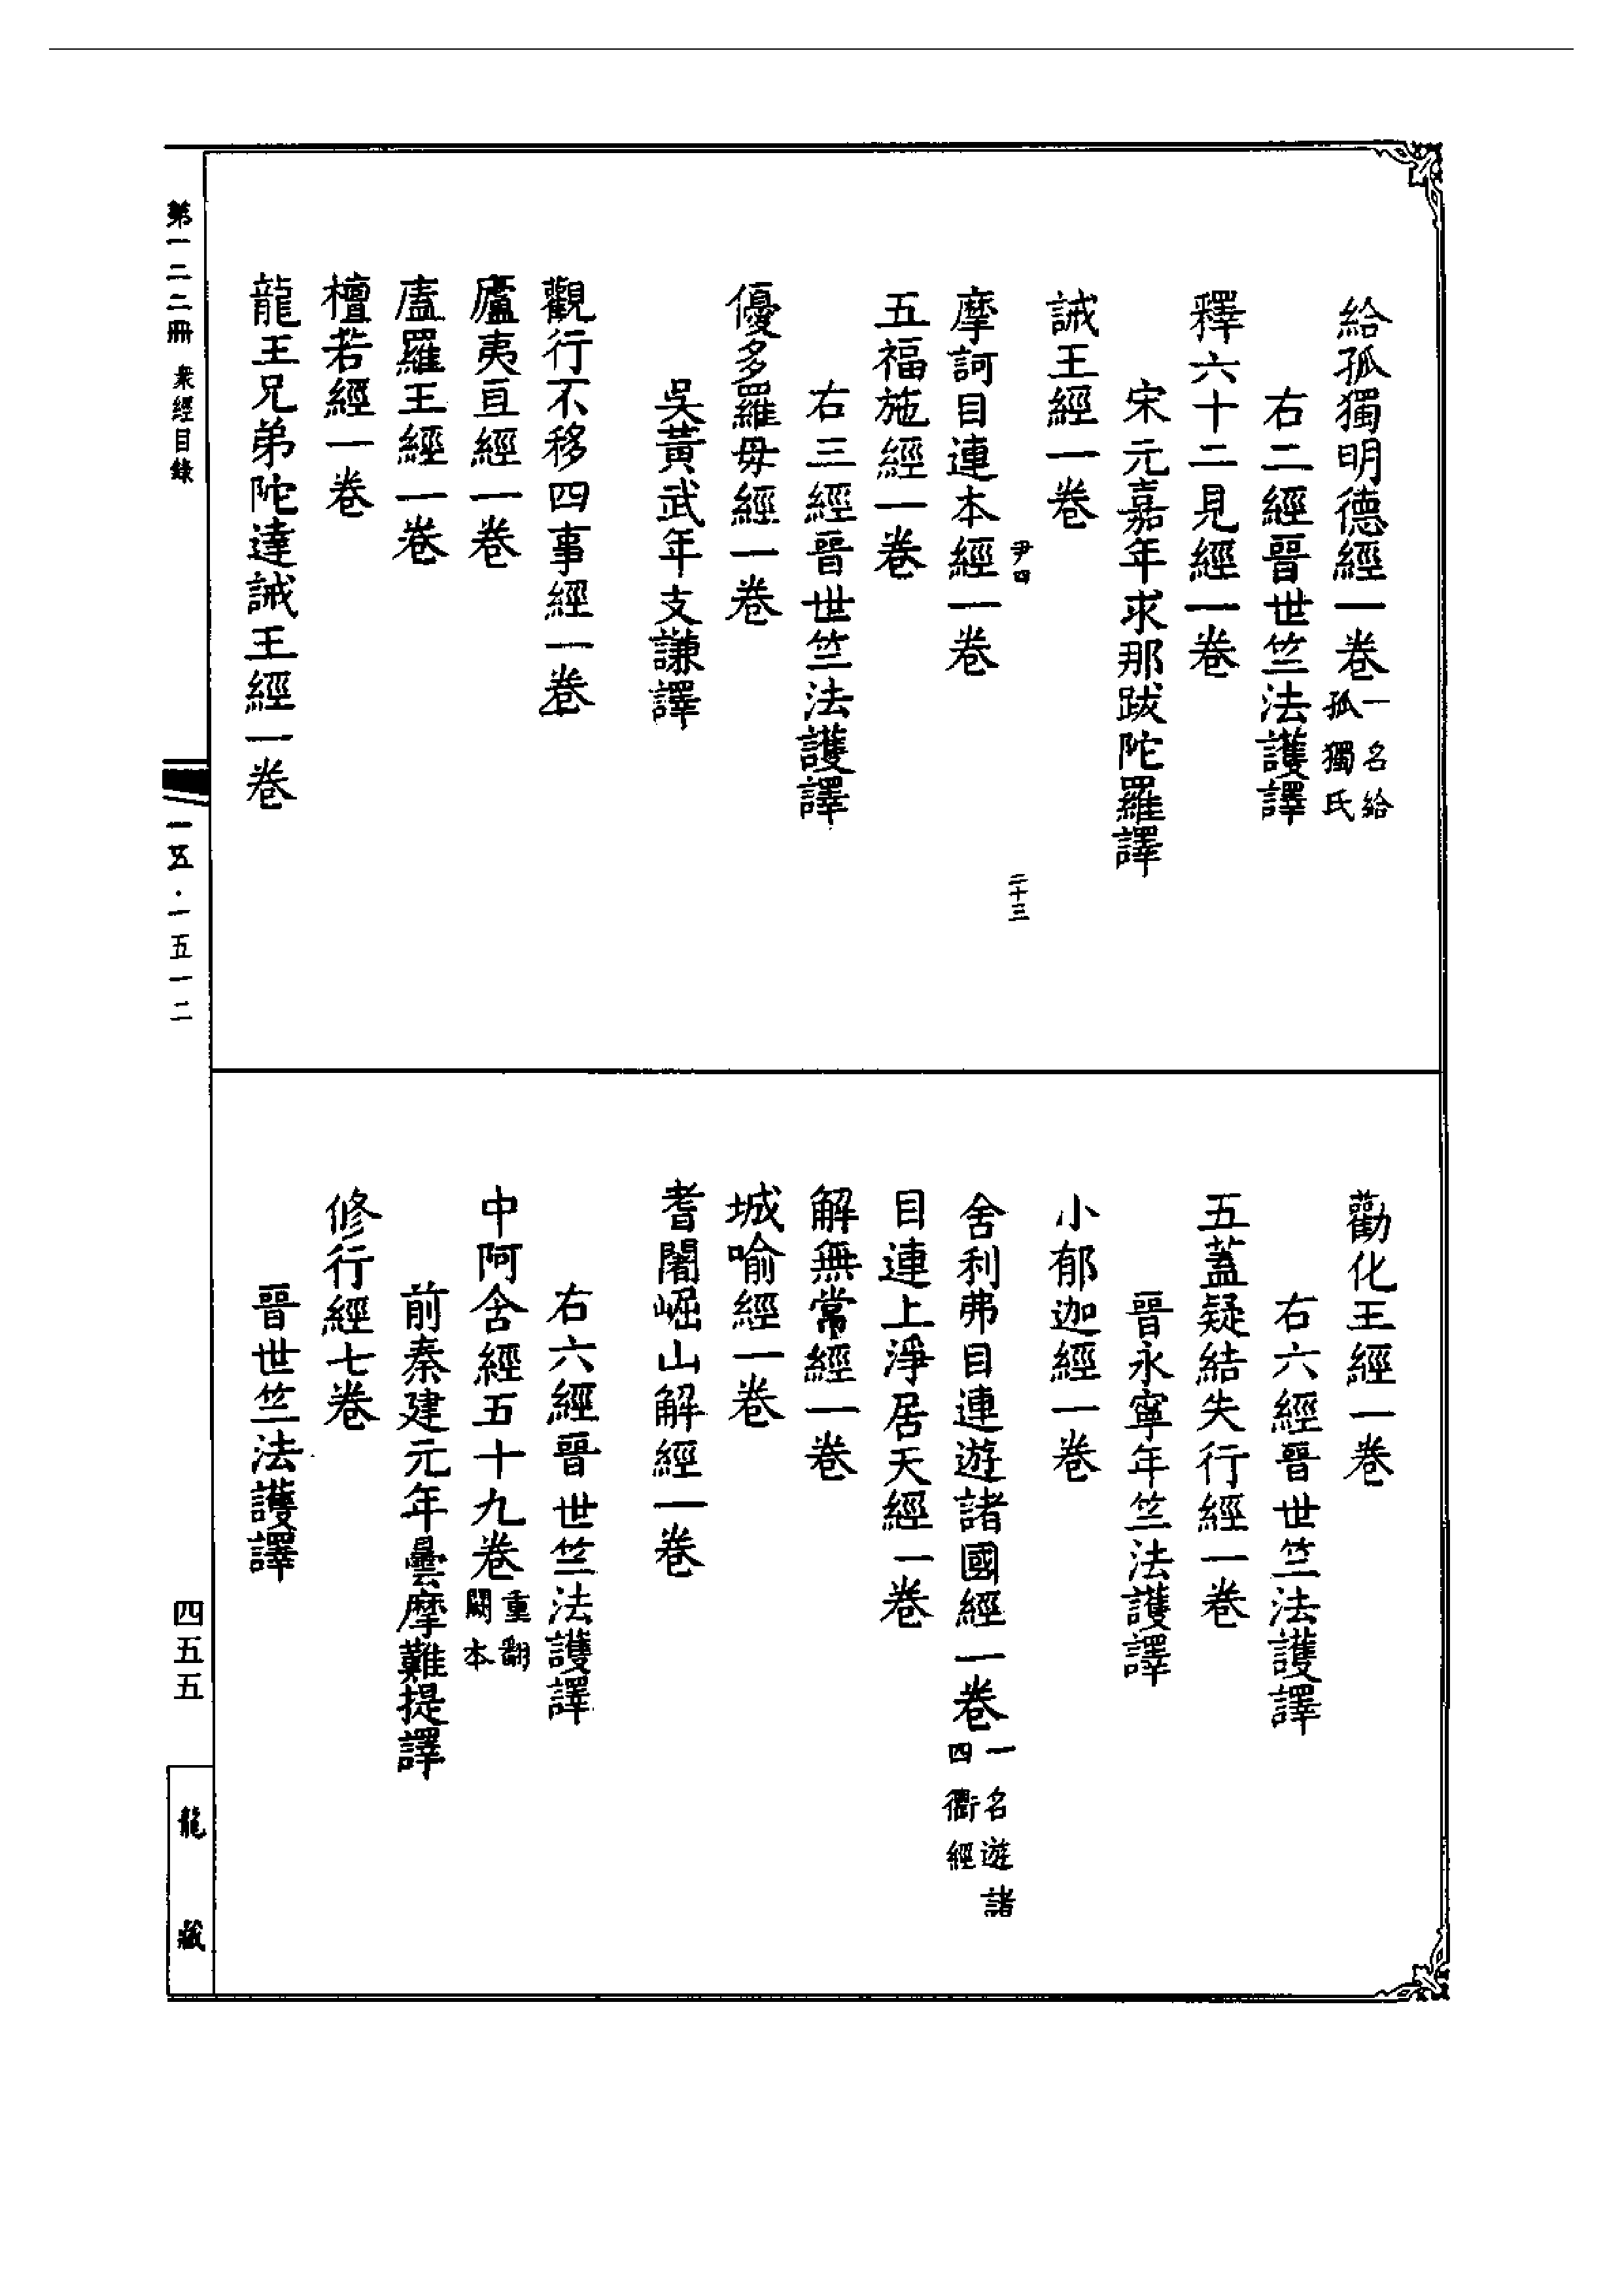 給孤獨明德經一卷一名給孤獨氏
右二經晉世竺法護譯
釋六十二見經一卷
宋元嘉年求那跋陀羅譯
誡王經一卷
尹四
二十三
摩訶目連本經一卷
五福施經一卷
右三經晉世竺法護譯
優多羅母經一卷
吳黃武年支謙譯
觀行不移四事經一卷
廬夷亘經一卷
盧羅王經一卷
檀若經一卷
龍王兄弟陀達誡王經一卷
勸化王經一卷
右六經晉世竺法護譯
五蓋疑結失行經一卷
晉永寧年竺法護譯
小郁迦經一卷
舍利弗目連遊諸國經一卷一名遊諸四衢經
目連上淨居天經一卷
解無常經一卷
城喻經一卷
耆闍崛山解經一卷
右六經晉世竺法護譯
中阿含經五十九卷重翻闕本
前秦建元年曇摩難提譯
修行經七卷
晉世竺法護譯
第一二二冊 衆經目錄
一五·一五一二
四五五
龍藏